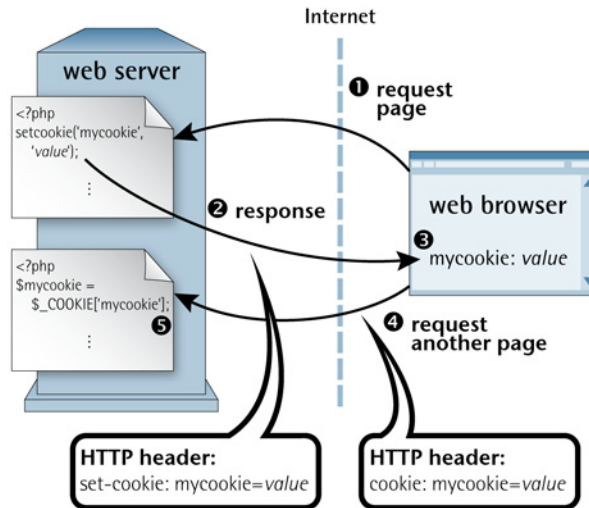 Internet
web server
❶ request
page
<?php
setcookie('mycookie',
'value');
⋮
❷ response
web browser
❸
mycookie: value
<?php
$mycookie =
$_COOKIE['mycookie'];
❺
⋮
❹ request
another page
HTTP header:
set-cookie: mycookie=value
HTTP header:
cookie: mycookie=value